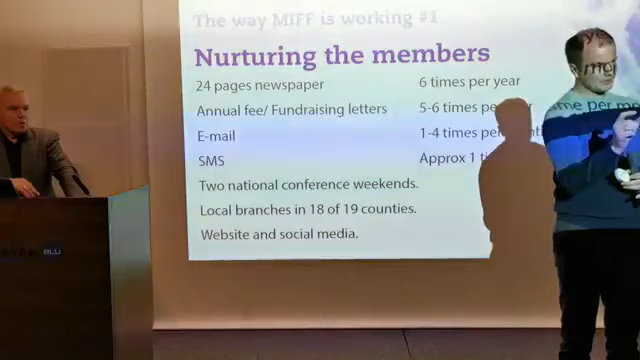 The way MIFF is working #1
Nurturing the members
24 pages newspaper 6 times per year
Annual fee/ Fundraising letters 5-6 times pe
E-mail 1-4 times per
SMS Approx 1
Two national conference weekends.
Local branches in 18 of 19 counties.
Website and social media.
BLU